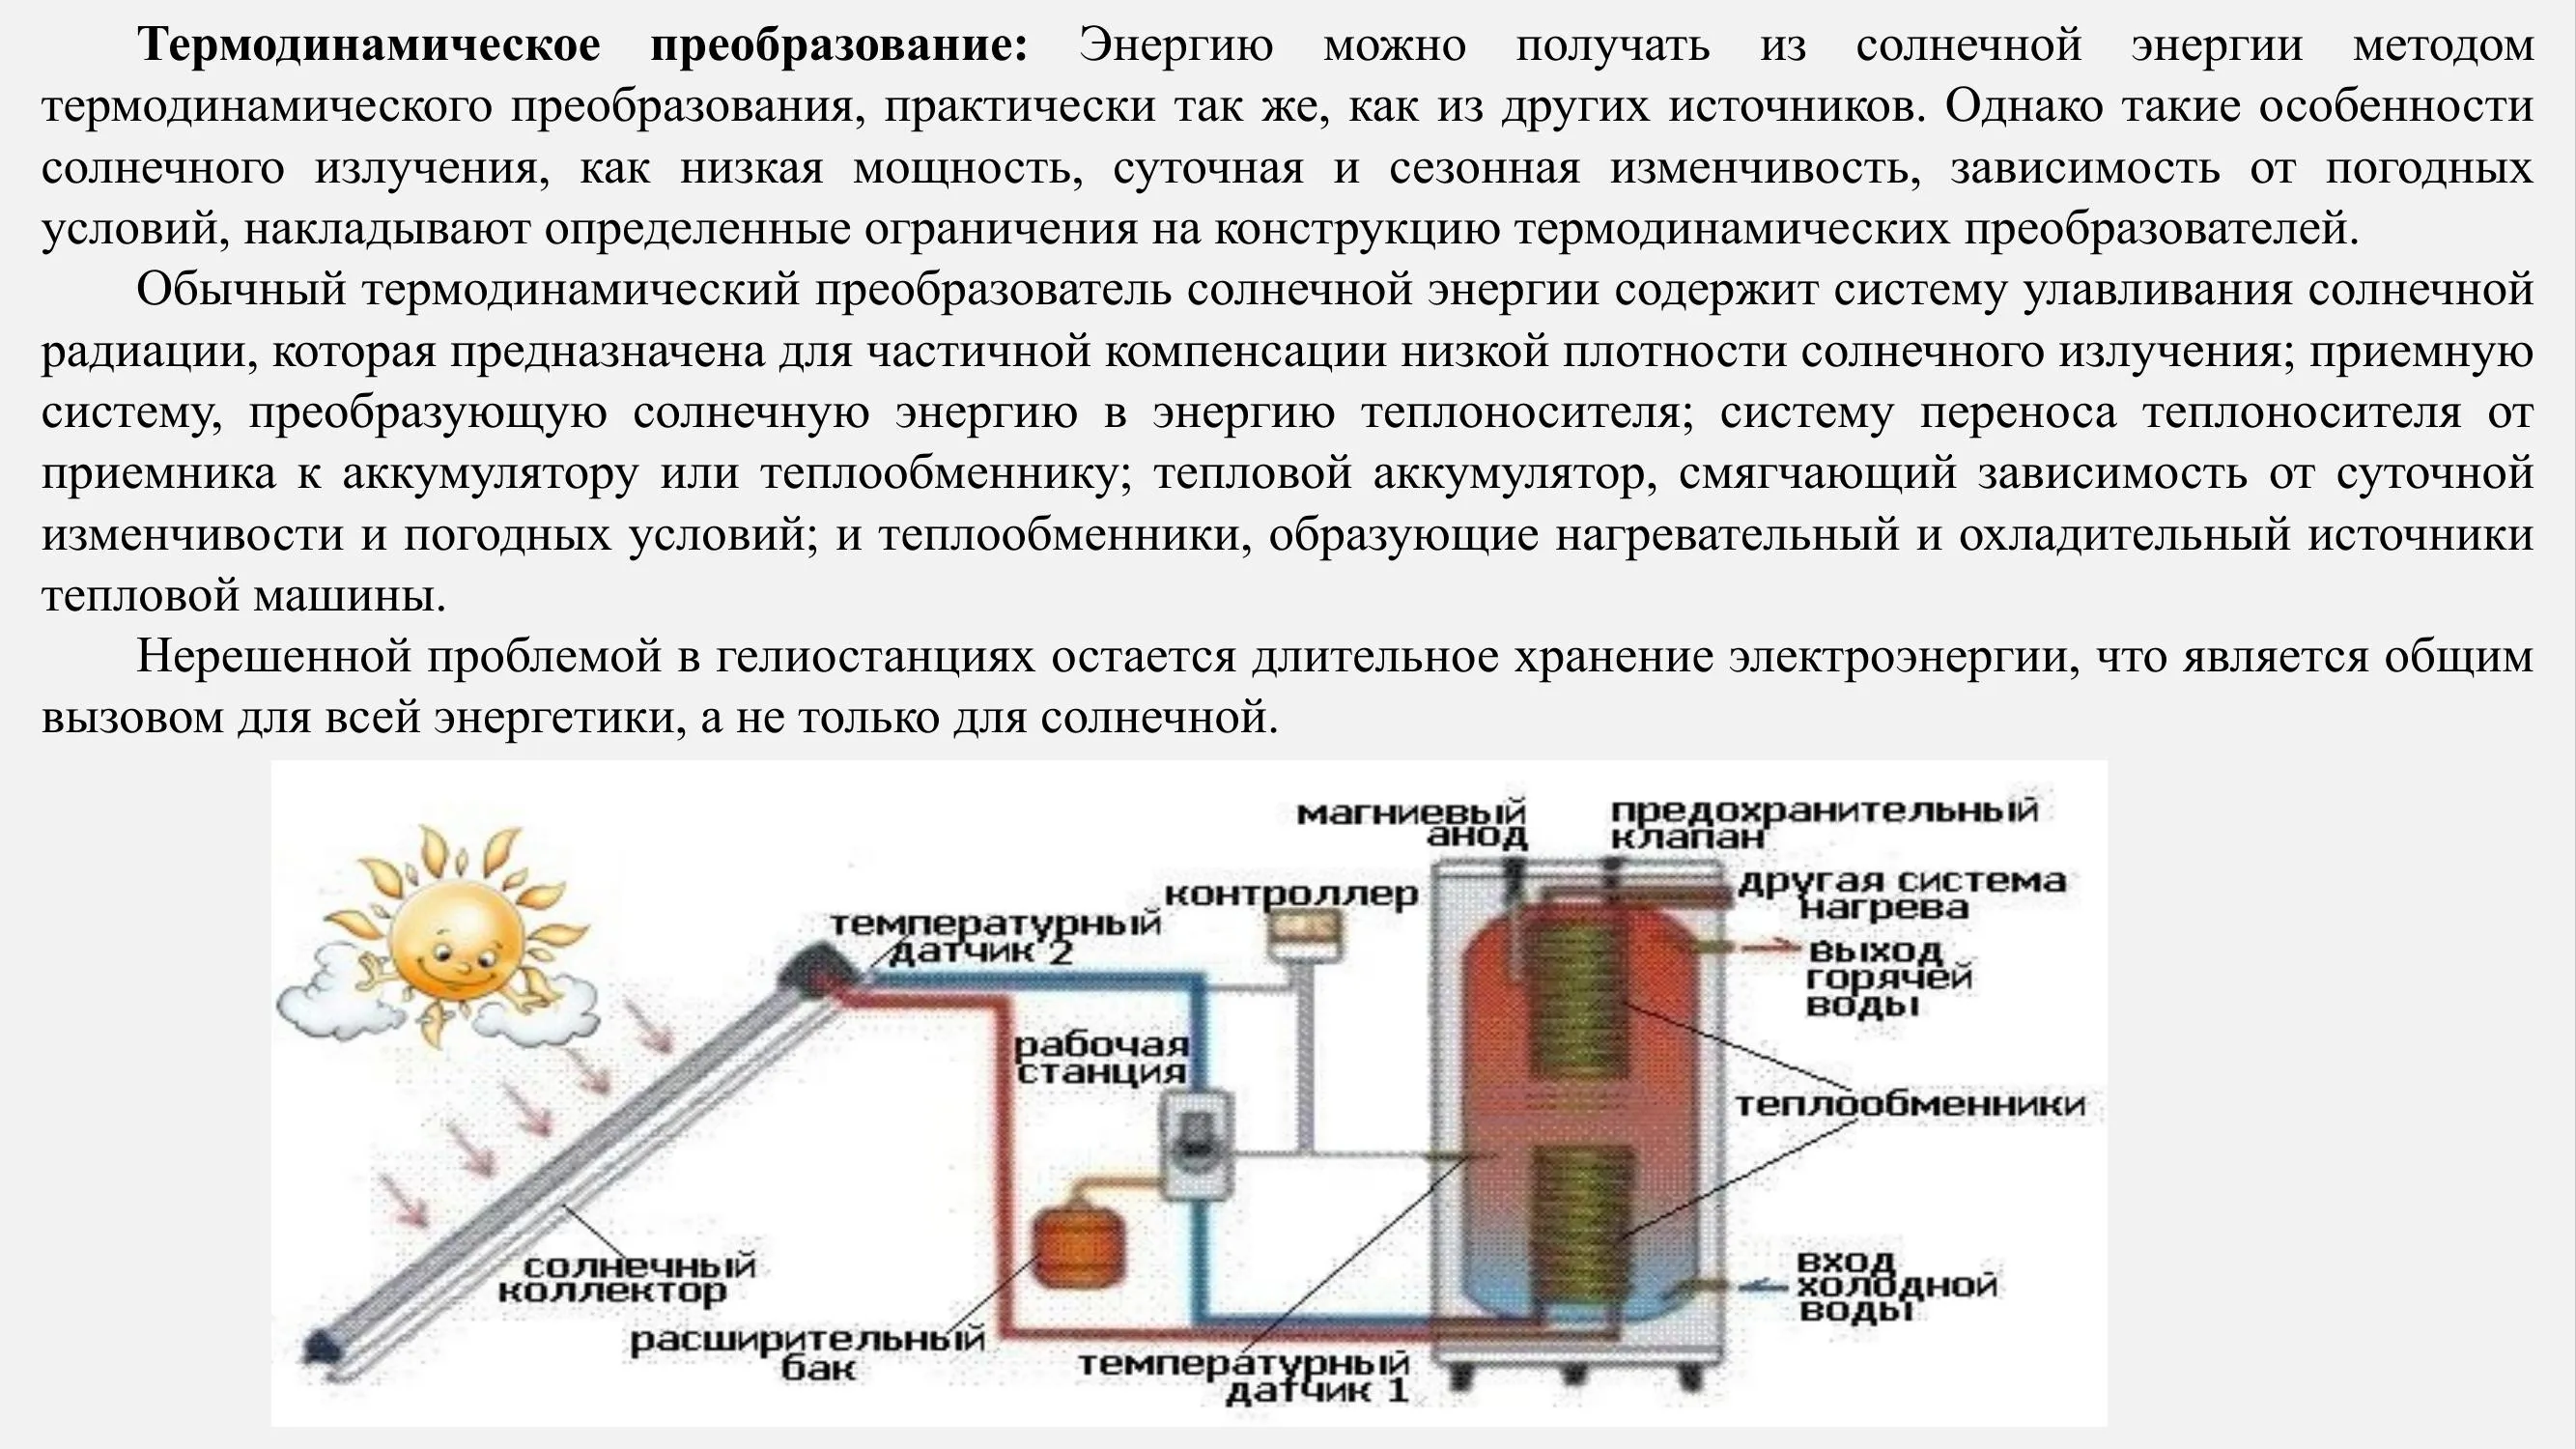 Термодинамическое преобразование: Энергию можно получать из солнечной энергии методом
термодинамического преобразования, практически так же, как из других источников. Однако такие особенности
солнечного излучения, как низкая мощность, суточная и сезонная изменчивость, зависимость от погодных
условий, накладывают определенные ограничения на конструкцию термодинамических преобразователей.
Обычный термодинамический преобразователь солнечной энергии содержит систему улавливания солнечной
радиации, которая предназначена для частичной компенсации низкой плотности солнечного излучения; приемную
систему, преобразующую солнечную энергию в энергию теплоносителя; систему переноса теплоносителя от
приемника к аккумулятору или теплообменнику; тепловой аккумулятор, смягчающий зависимость от суточной
изменчивости и погодных условий; и теплообменники, образующие нагревательный и охладительный источники
тепловой машины.
Нерешенной проблемой в гелиостанциях остается длительное хранение электроэнергии, что является общим
вызовом для всей энергетики, а не только для солнечной.
магниевый
анод
предохранительный
клапан
контроллер
другая система
нагрева
температурный
датчик 2
выход
горячей
воды
рабочая
станция
теплообменники
солнечный
коллектор
вход
холодной
воды
расширительный
бак
температурный
датчик 1